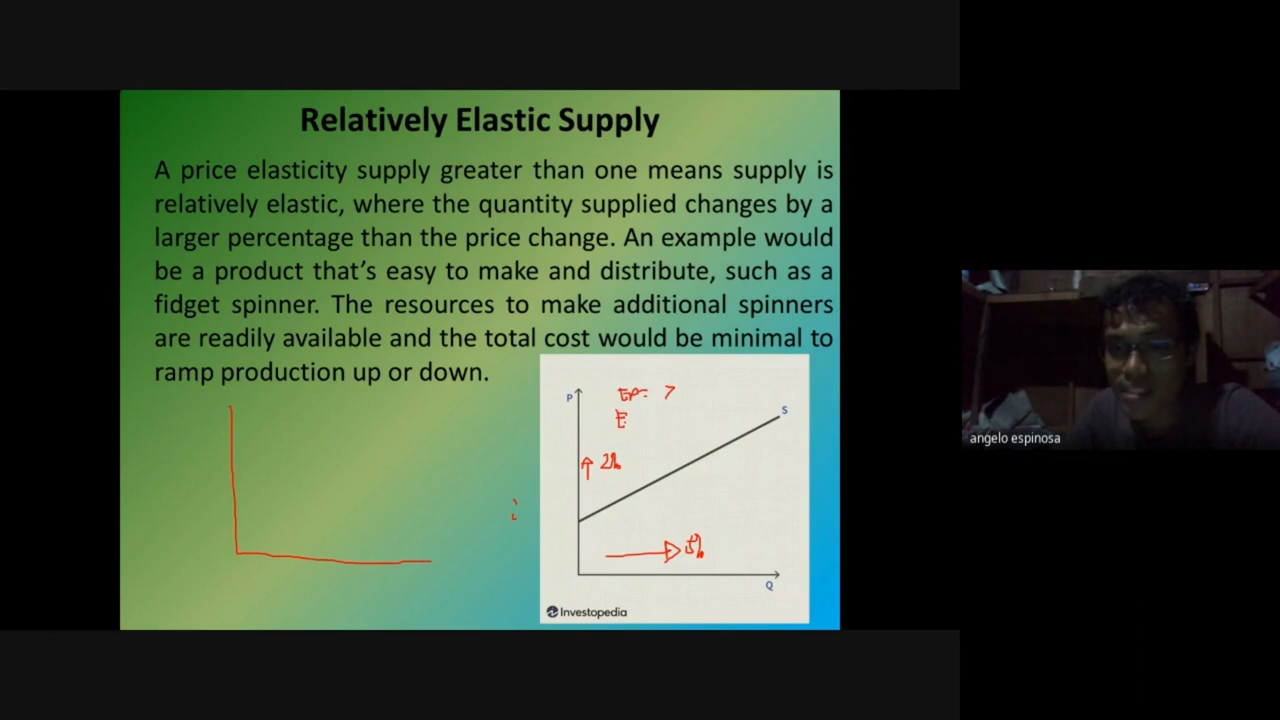 Relatively Elastic Supply
A price elasticity supply greater than one means supply is
relatively elastic, where the quantity supplied changes by a
larger percentage than the price change. An example would
be a product that's easy to make and distribute, such as a
fidget spinner. The resources to make additional spinners
are readily available and the total cost would be minimal to
ramp production up or down.
P
S
2%
5%
Q
Investopedia
angelo espinosa